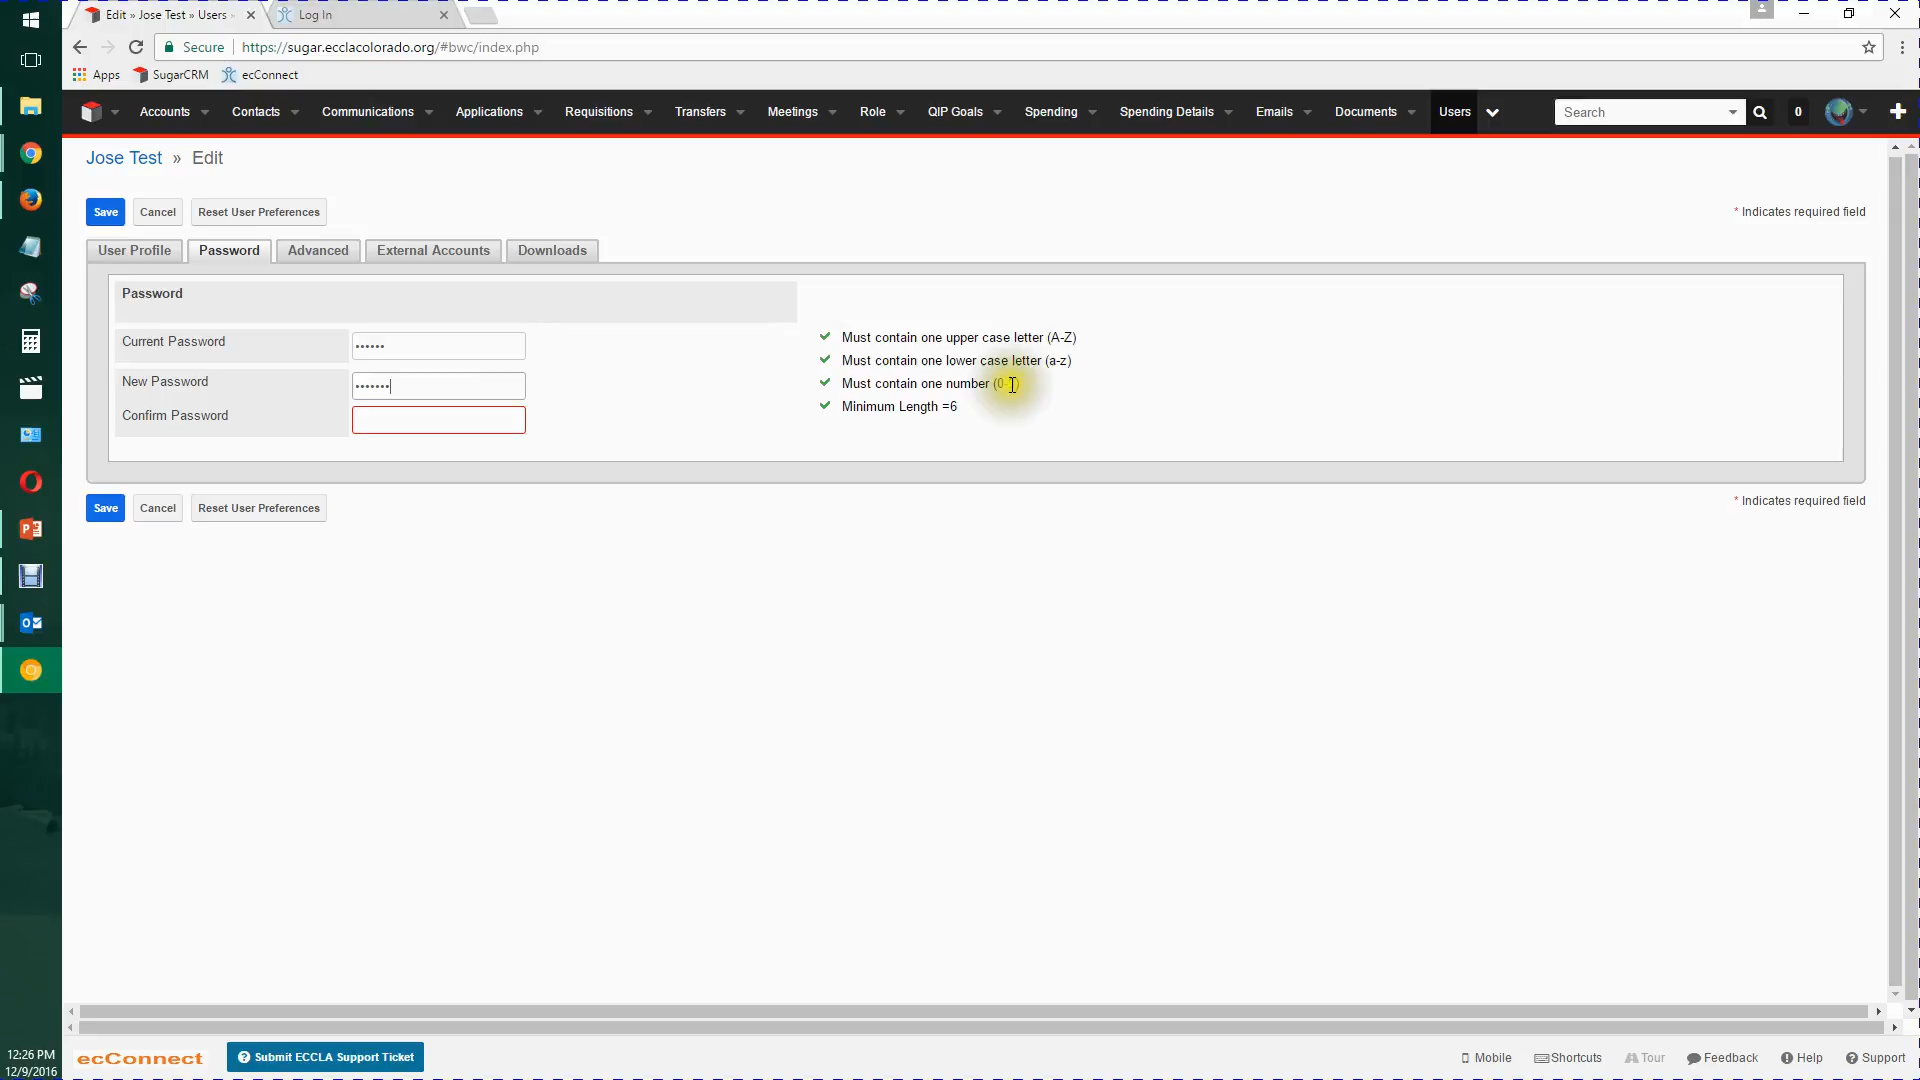 Edit » Jose Test » Users
Log In
Secure
https://sugar.ecclacolorado.org/#bwc/index.php
Apps
SugarCRM
ecConnect
Accounts
Contacts
Communications
Applications
Requisitions
Transfers
Meetings
Role
QIP Goals
Spending
Spending Details
Emails
Documents
Users
Search
0
Jose Test » Edit
Save
Cancel
Reset User Preferences
* Indicates required field
User Profile
Password
Advanced
External Accounts
Downloads
Password
Current Password
••••••
New Password
•••••••
Confirm Password
Must contain one upper case letter (A-Z)
Must contain one lower case letter (a-z)
Must contain one number (0-
Minimum Length =6
Save
Cancel
Reset User Preferences
* Indicates required field
12:26 PM
12/9/2016
ecConnect
Submit ECCLA Support Ticket
Mobile
Shortcuts
Tour
Feedback
Help
Support